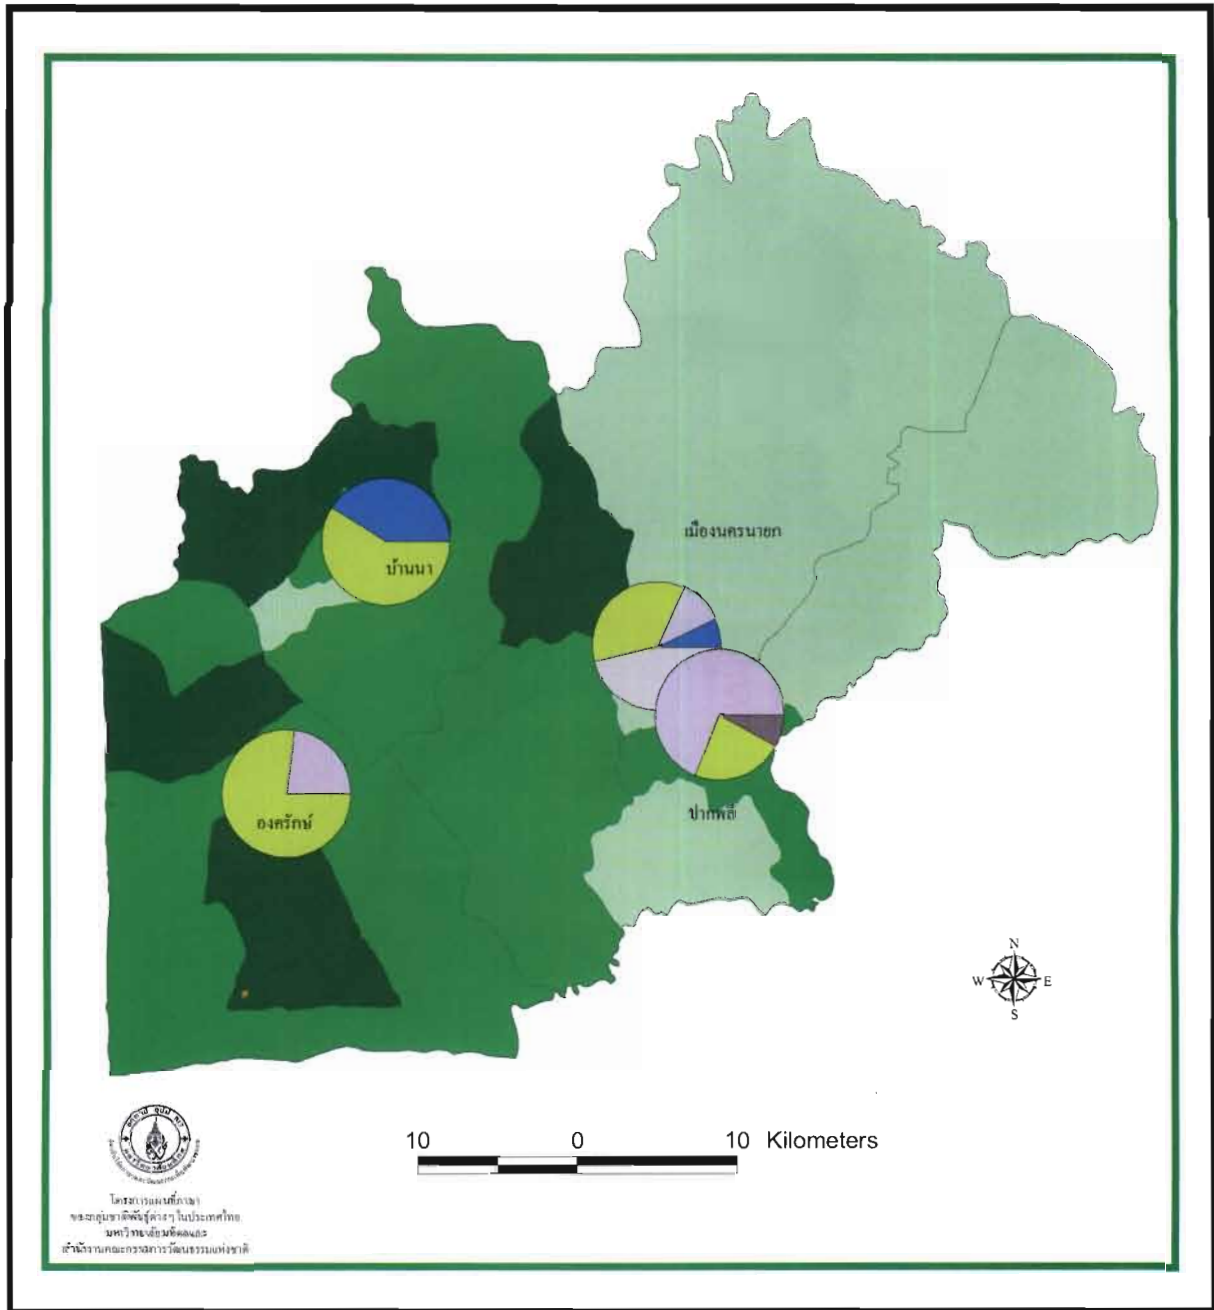 เมืองนครนายก
บ้านนา
องครักษ์
ปากพลี
N
W E
S
10 0 10 Kilometers
โครงการแผนที่ภาษา
ของกลุ่มชาติพันธุ์ต่างๆ ในประเทศไทย
มหาวิทยาลัยมหิดลและ
สำนักงานคณะกรรมการวัฒนธรรมแห่งชาติ